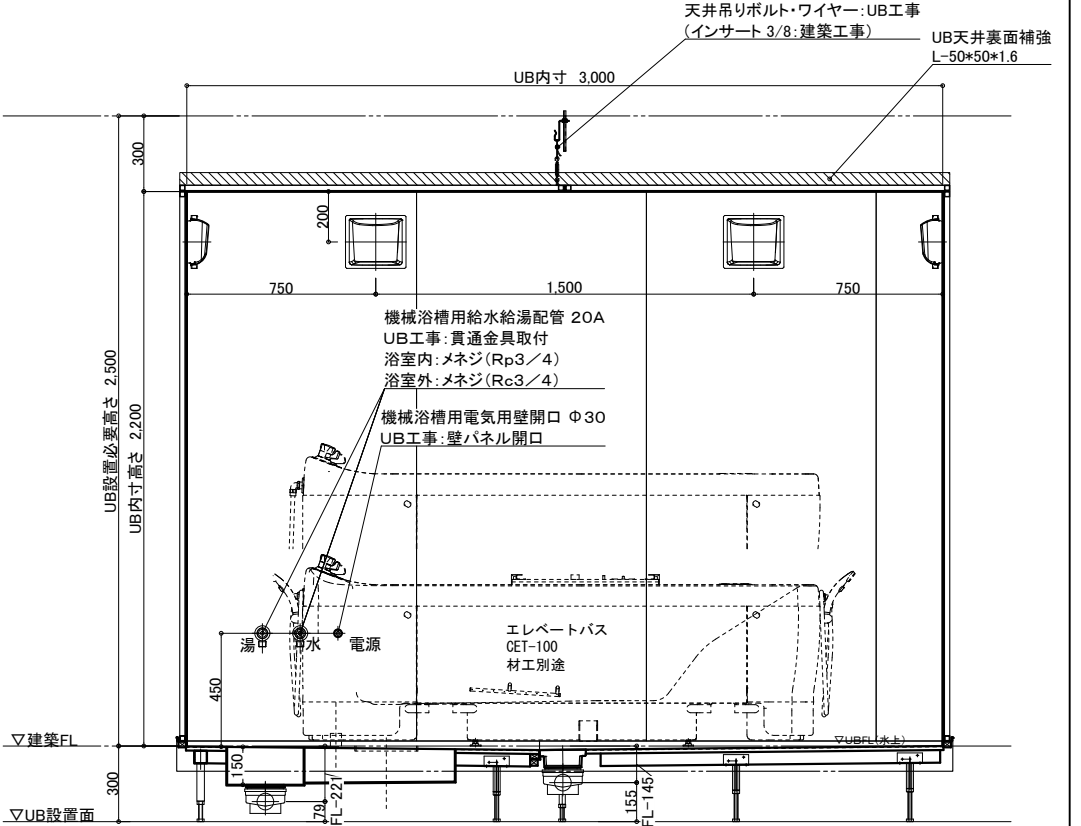 天井吊りボルト・ワイヤー：UB工事
(インサート 3/8：建築工事)
UB天井裏面補強
L-50*50*1.6
UB内寸 3,000
300
200
750
1,500
750
機械浴槽用給水給湯配管 20A
UB工事：貫通金具取付
浴室内：メネジ(Rp3／4)
浴室外：メネジ(Rc3／4)
機械浴槽用電気用壁開口 Φ30
UB工事：壁パネル開口
UB設置必要高さ 2,500
UB内寸高さ 2,200
湯
水
電源
エレベートバス
CET-100
材工別途
450
▽建築FL
▽UBFL(水上)
300
150
79
FL-221
155
FL-145
▽UB設置面